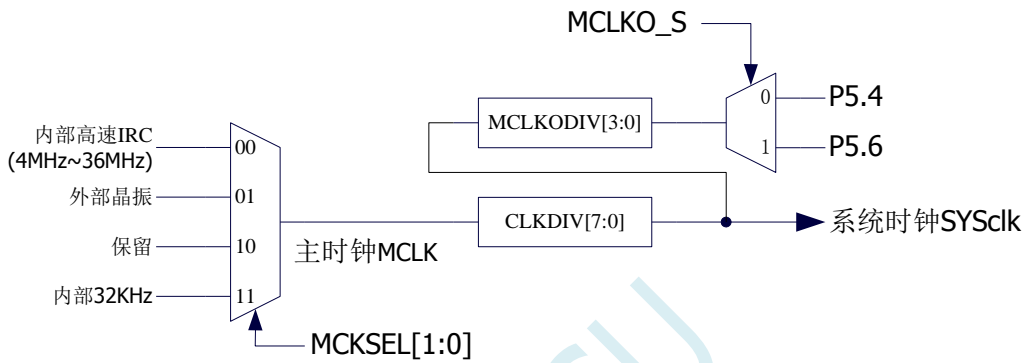 MCLKO_S
0
P5.4
MCLKODIV[3:0]
1
P5.6
内部高速IRC
(4MHz~36MHz)
00
外部晶振
01
CLKDIV[7:0]
系统时钟SYSclk
保留
10
主时钟MCLK
内部32KHz
11
MCKSEL[1:0]